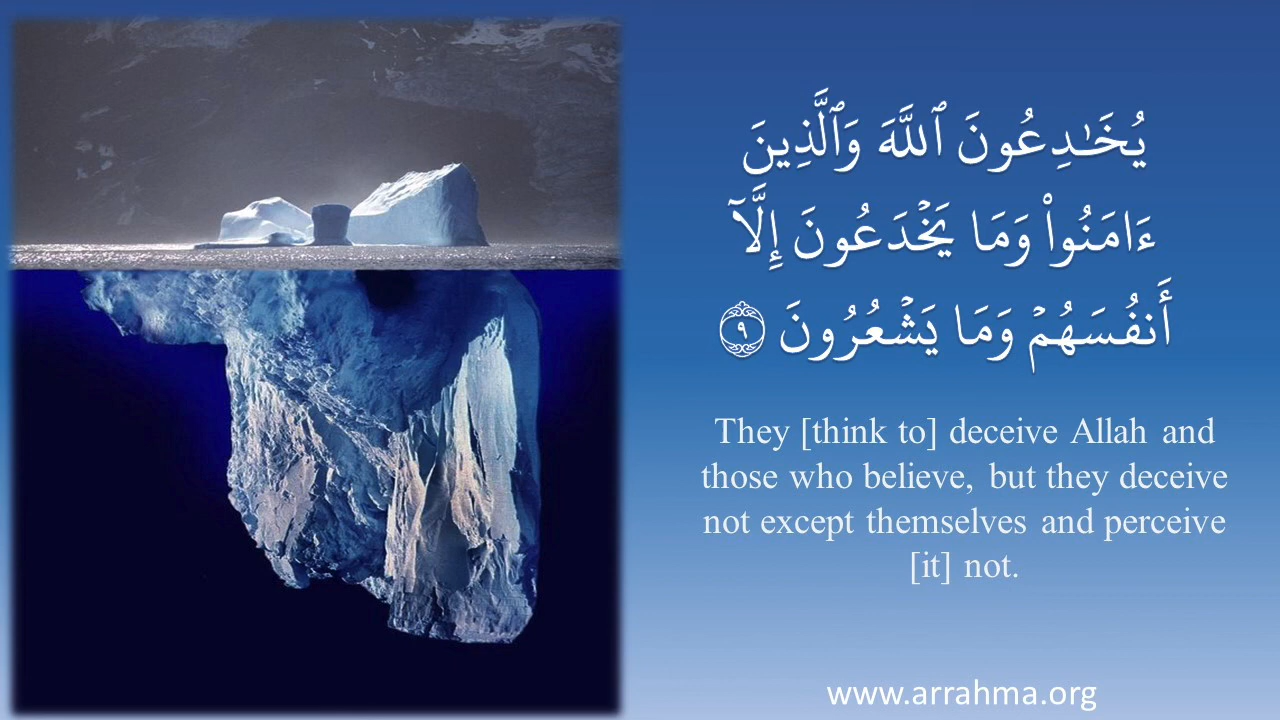 يُخَـٰدِعُونَ ٱللَّهَ وَٱلَّذِينَ
ءَامَنُوا۟ وَمَا يَخْدَعُونَ إِلَّآ
أَنفُسَهُمْ وَمَا يَشْعُرُونَ ٩
They [think to] deceive Allah and
those who believe, but they deceive
not except themselves and perceive
[it] not.
www.arrahma.org